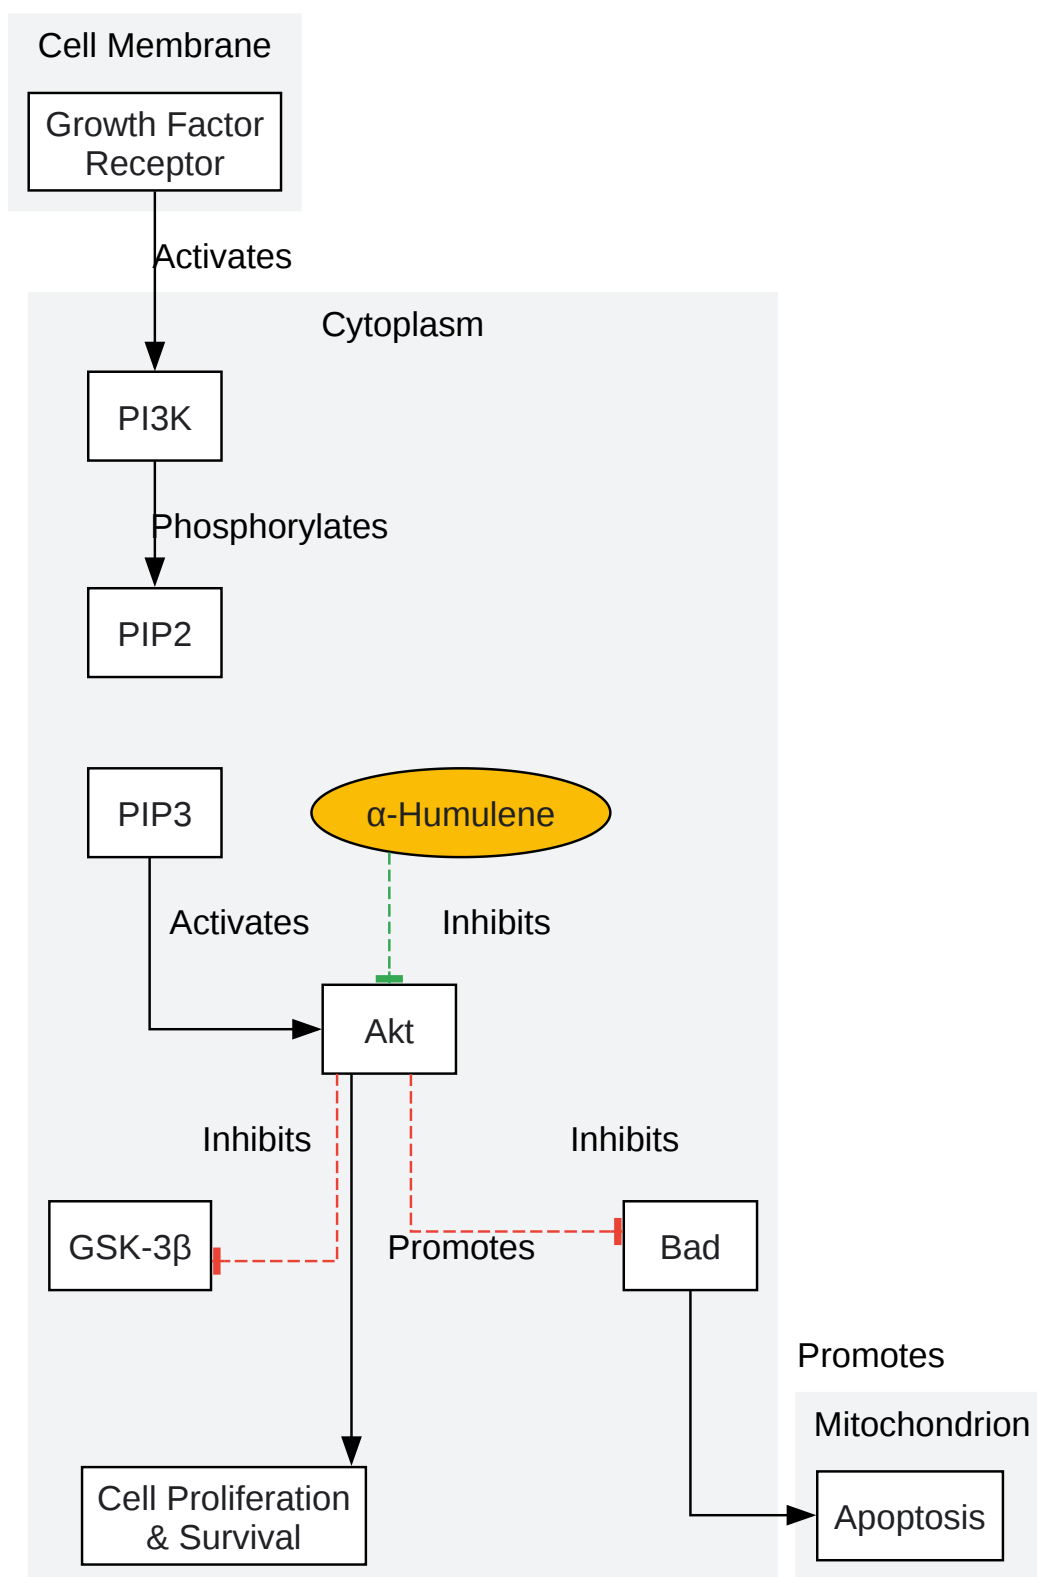 Cell Membrane
Growth Factor
Receptor
Activates
Cytoplasm
PI3K
Phosphorylates
PIP2
PIP3
α-Humulene
Activates
Inhibits
Akt
Inhibits
Inhibits
GSK-3β
Promotes
Bad
Promotes
Mitochondrion
Cell Proliferation
& Survival
Apoptosis